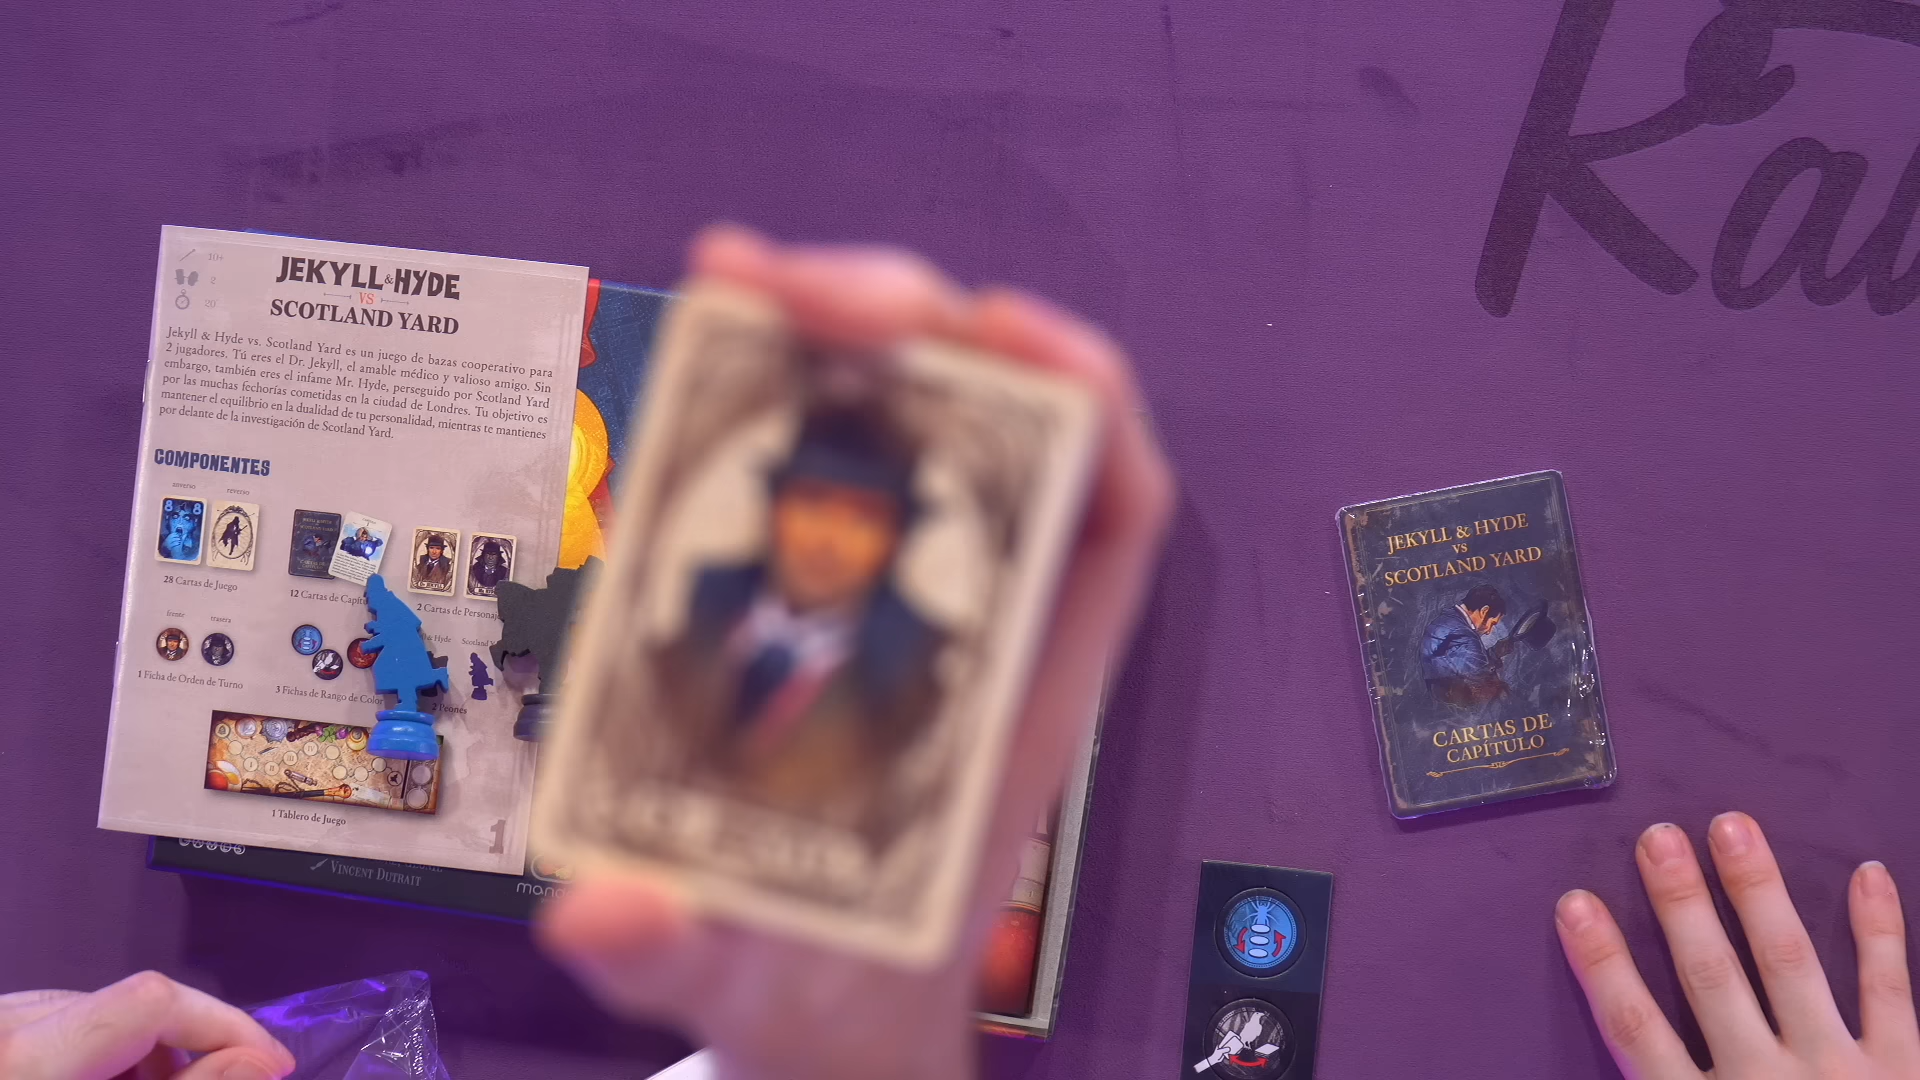 10+
2
20'
JEKYLL & HYDE
VS
SCOTLAND YARD
Jekyll & Hyde vs. Scotland Yard es un juego de bazas cooperativo para
2 jugadores. Tú eres el Dr. Jekyll, el amable médico y valioso amigo. Sin
embargo, también eres el infame Mr. Hyde, perseguido por Scotland Yard
por las muchas fechorías cometidas en la ciudad de Londres. Tu objetivo es
mantener el equilibrio en la dualidad de tu personalidad, mientras te mantienes
por delante de la investigación de Scotland Yard.
COMPONENTES
anverso reverso
8 8
28 Cartas de Juego
12 Cartas de
2 Cartas de
frente trasera
& Hyde Scotland
1 Ficha de Orden de Turno
3 Fichas de Rango de Color
2 Peones
1 Tablero de Juego
1
VINCENT DUTRAIT
JEKYLL & HYDE
VS
SCOTLAND YARD
CARTAS DE
CAPÍTULO